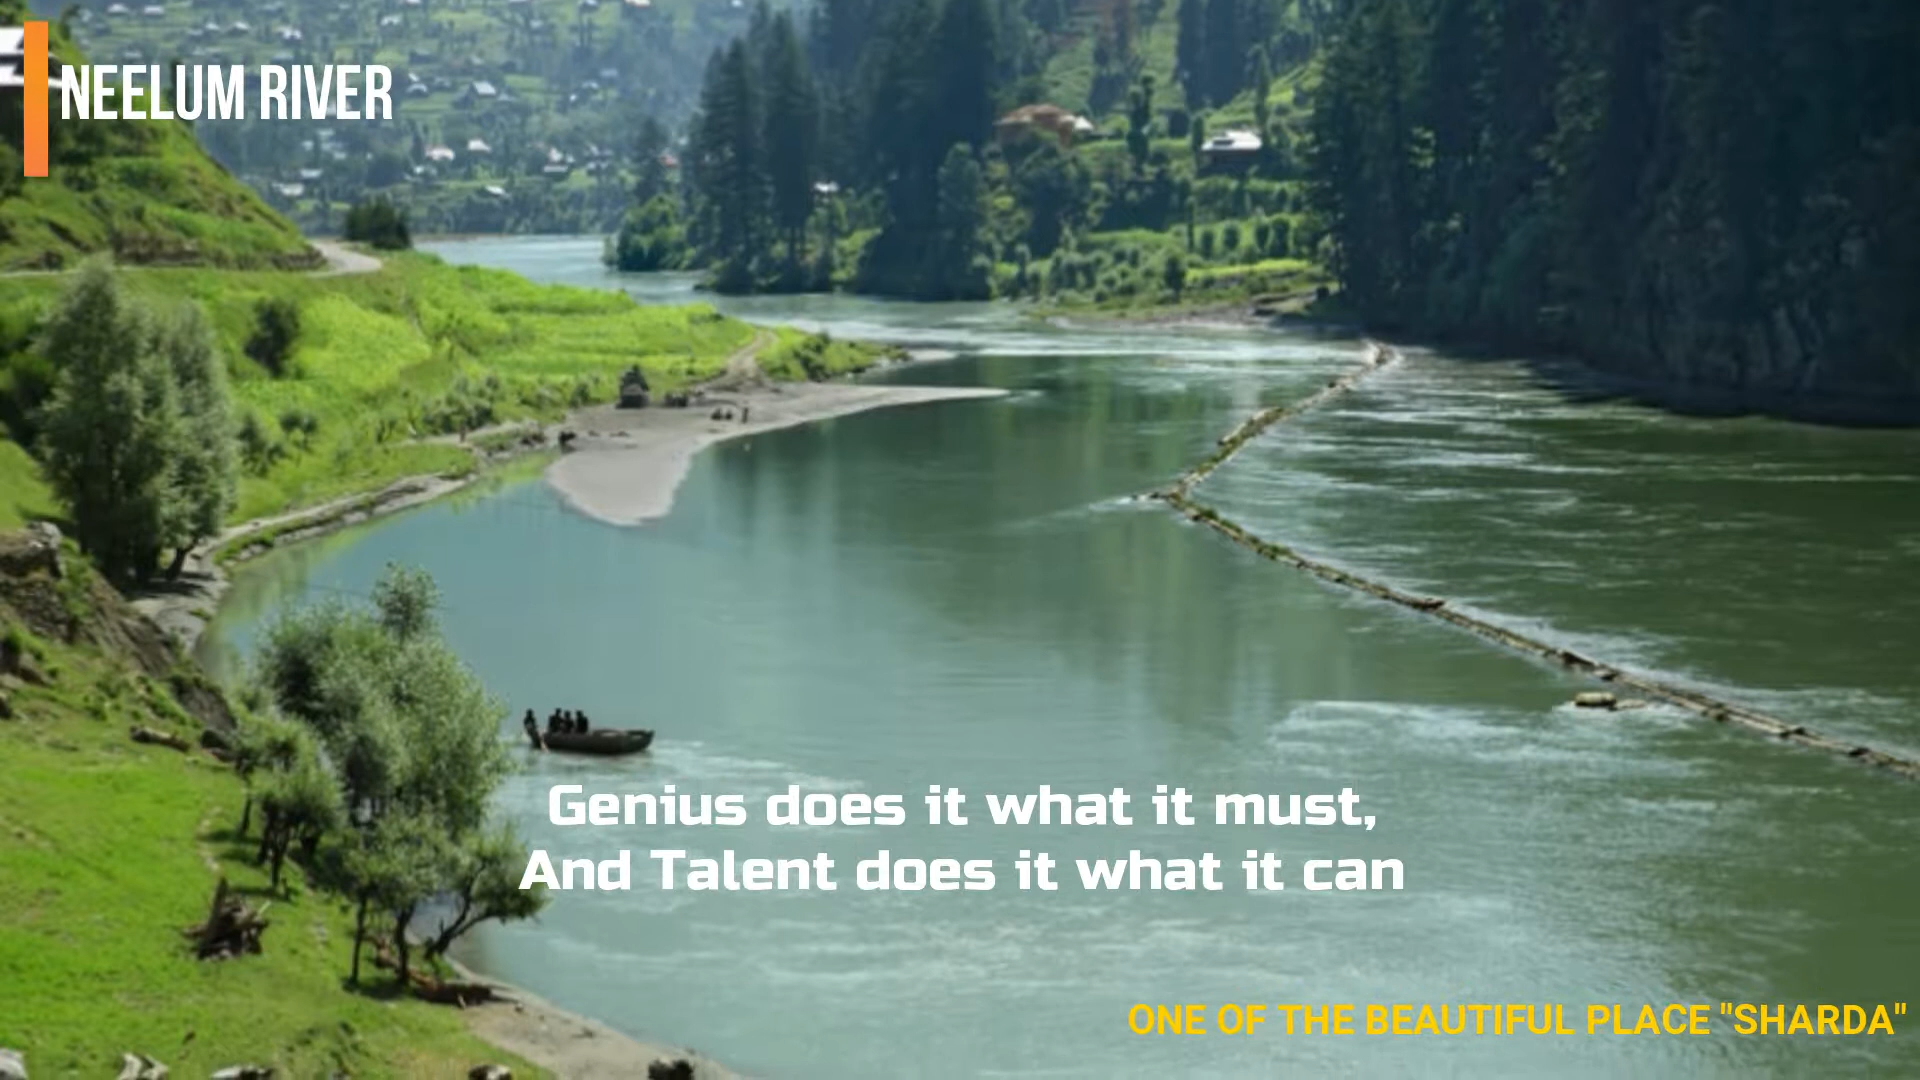 NEELUM RIVER
Genius does it what it must,
And Talent does it what it can
ONE OF THE BEAUTIFUL PLACE "SHARDA"